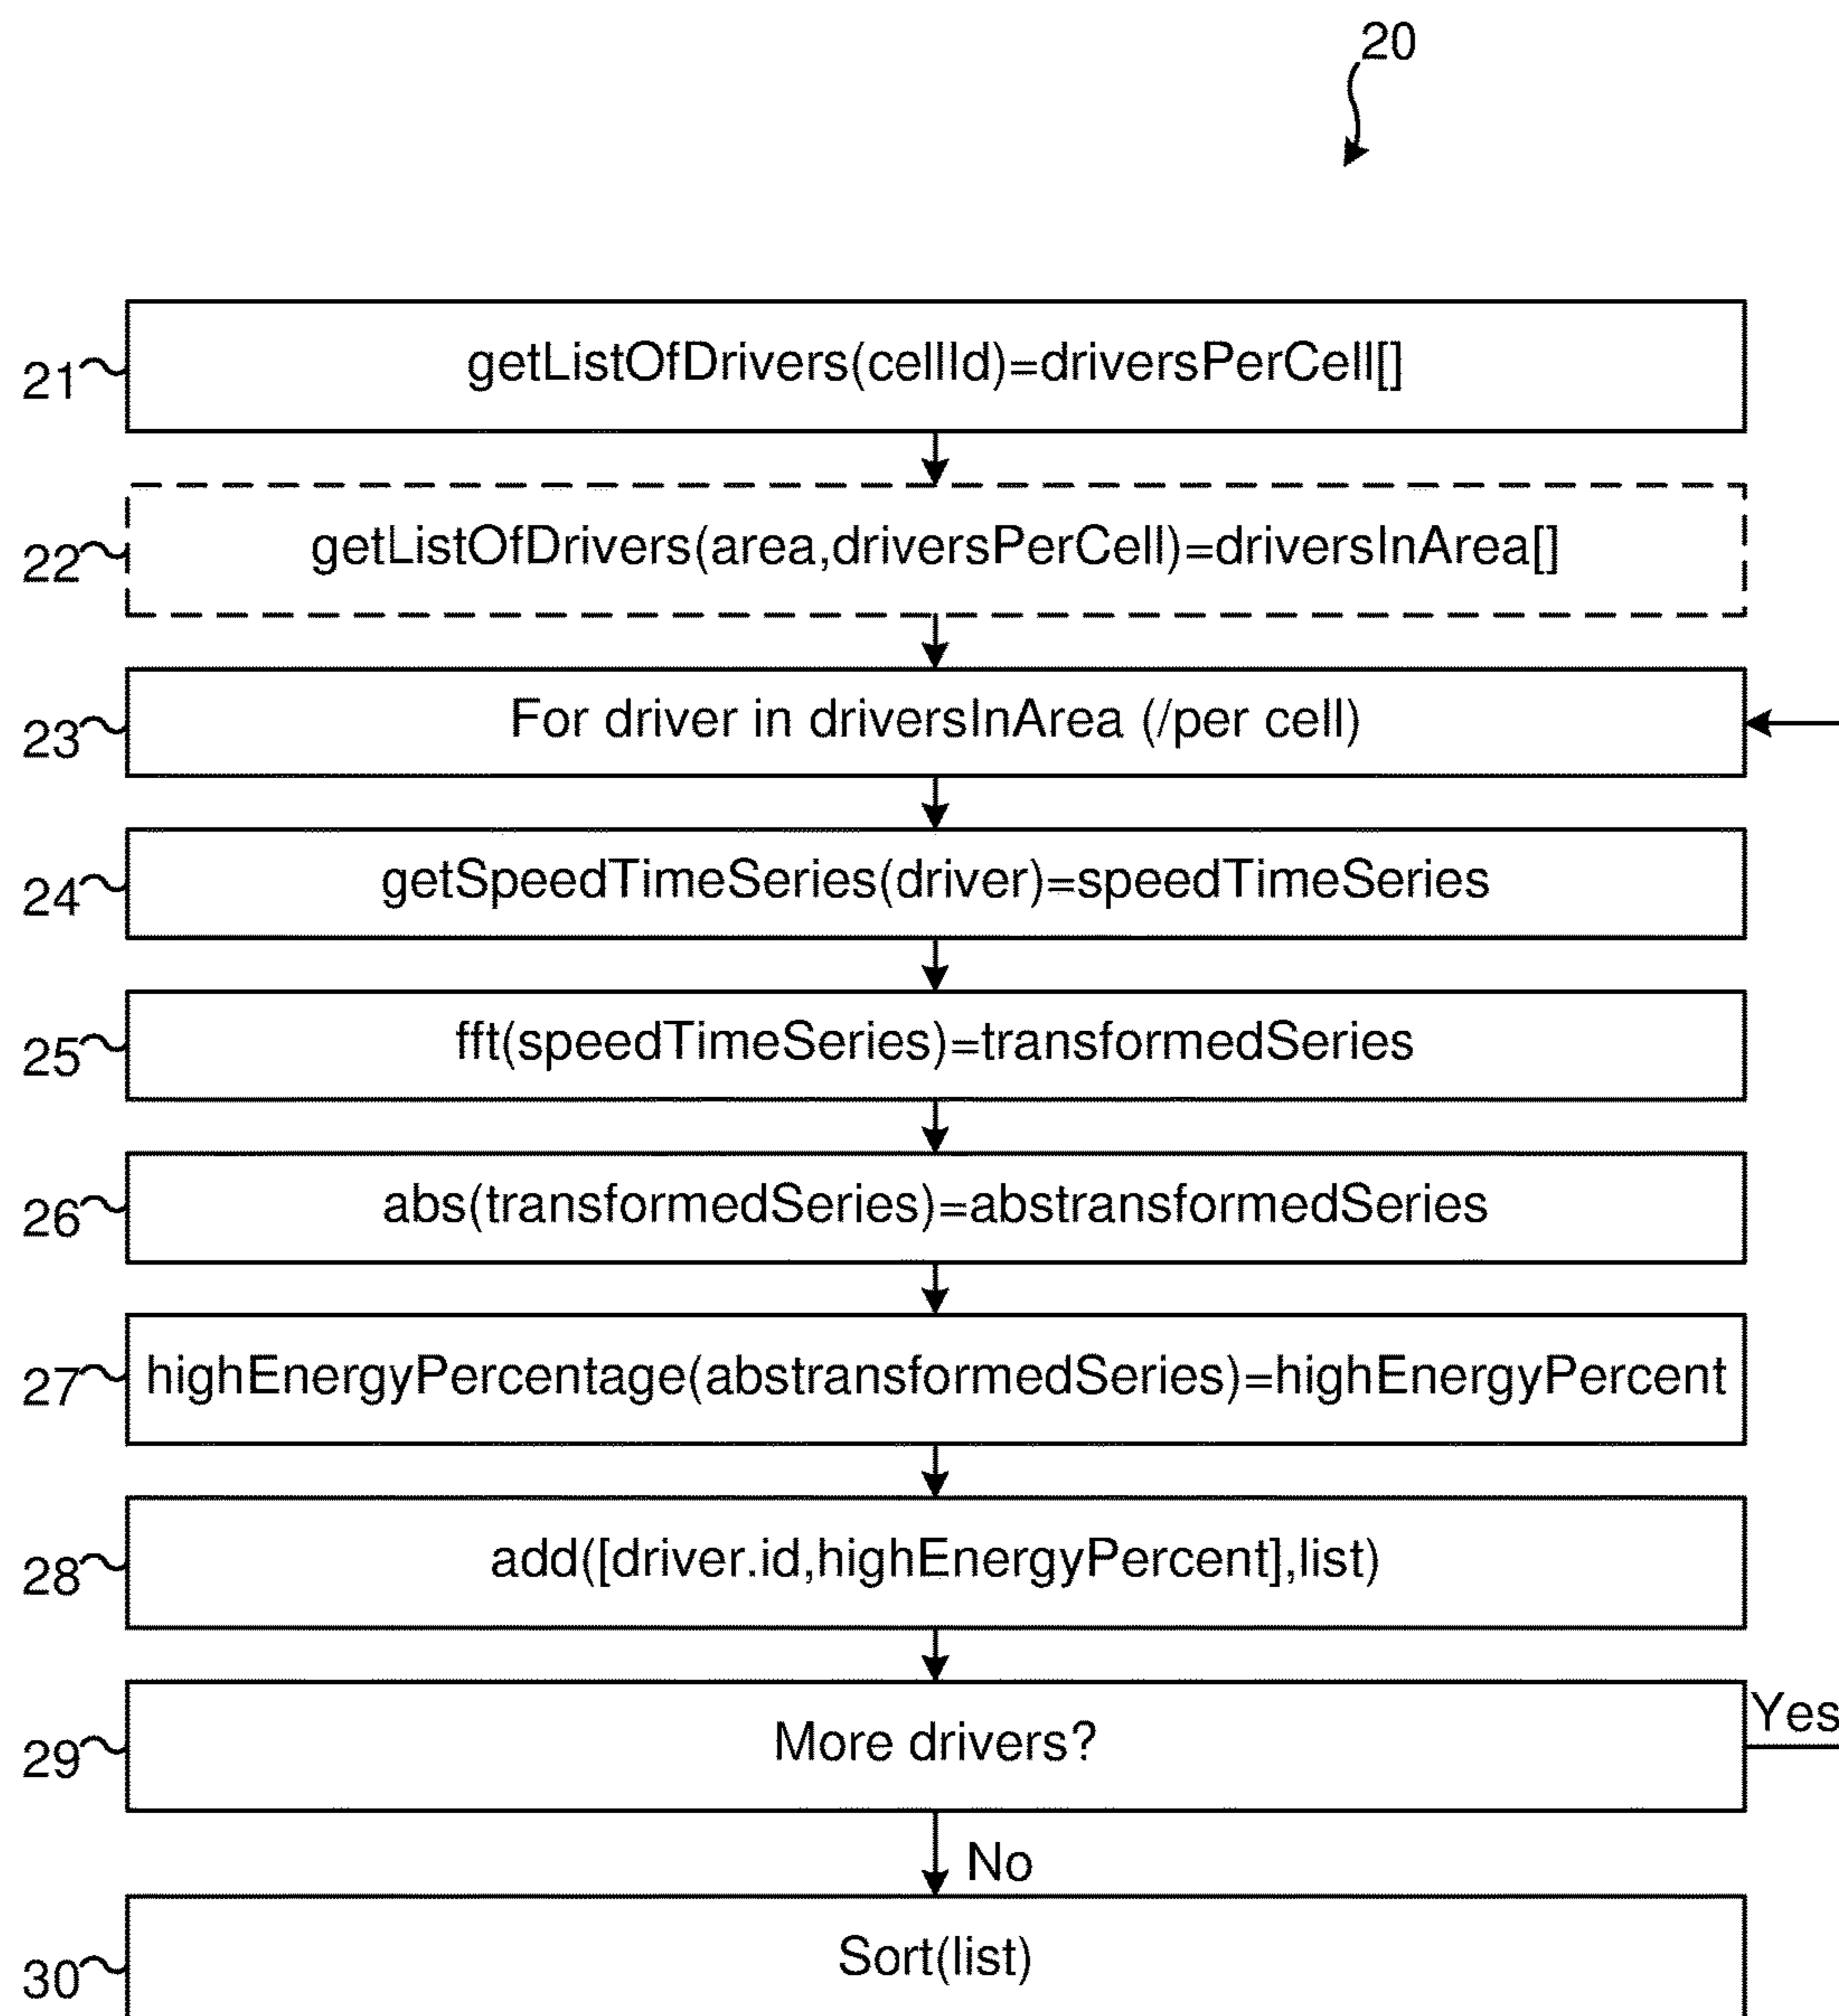 20
21 getListOfDrivers(cellId)=driversPerCell[]
22 getListOfDrivers(area,driversPerCell)=driversInArea[]
23 For driver in driversInArea (/per cell)
24 getSpeedTimeSeries(driver)=speedTimeSeries
25 fft(speedTimeSeries)=transformedSeries
26 abs(transformedSeries)=abstransformedSeries
27 highEnergyPercentage(abstransformedSeries)=highEnergyPercent
28 add([driver.id,highEnergyPercent],list)
29 More drivers? Yes
No
30 Sort(list)